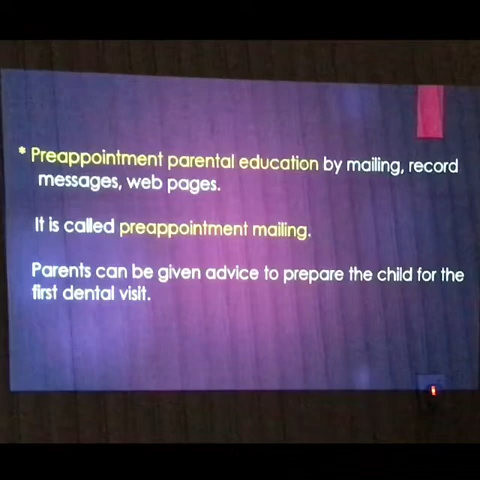 * Preappointment parental education by mailing, record
messages, web pages.
It is called preappointment mailing.
Parents can be given advice to prepare the child for the
first dental visit.